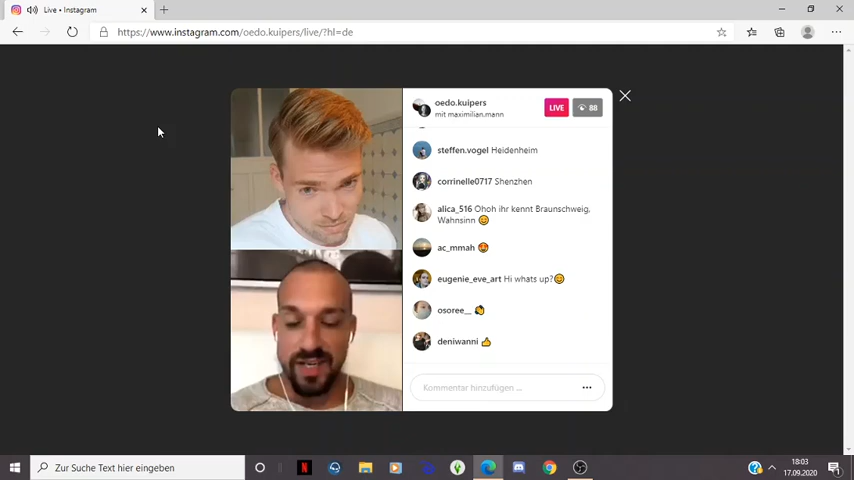 Live • Instagram
https://www.instagram.com/oedo.kuipers/live/?hl=de
oedo.kuipers
mit maximilian.mann
LIVE
88
steffen.vogel Heidenheim
corrinelle0717 Shenzhen
alica_516 Ohoh ihr kennt Braunschweig,
Wahnsinn 😊
ac_mmah 🤩
eugenie_eve_art Hi whats up?😊
osoree__ 👏
deniwanni 👍
Kommentar hinzufügen ...
Zur Suche Text hier eingeben
18:03
17.09.2020